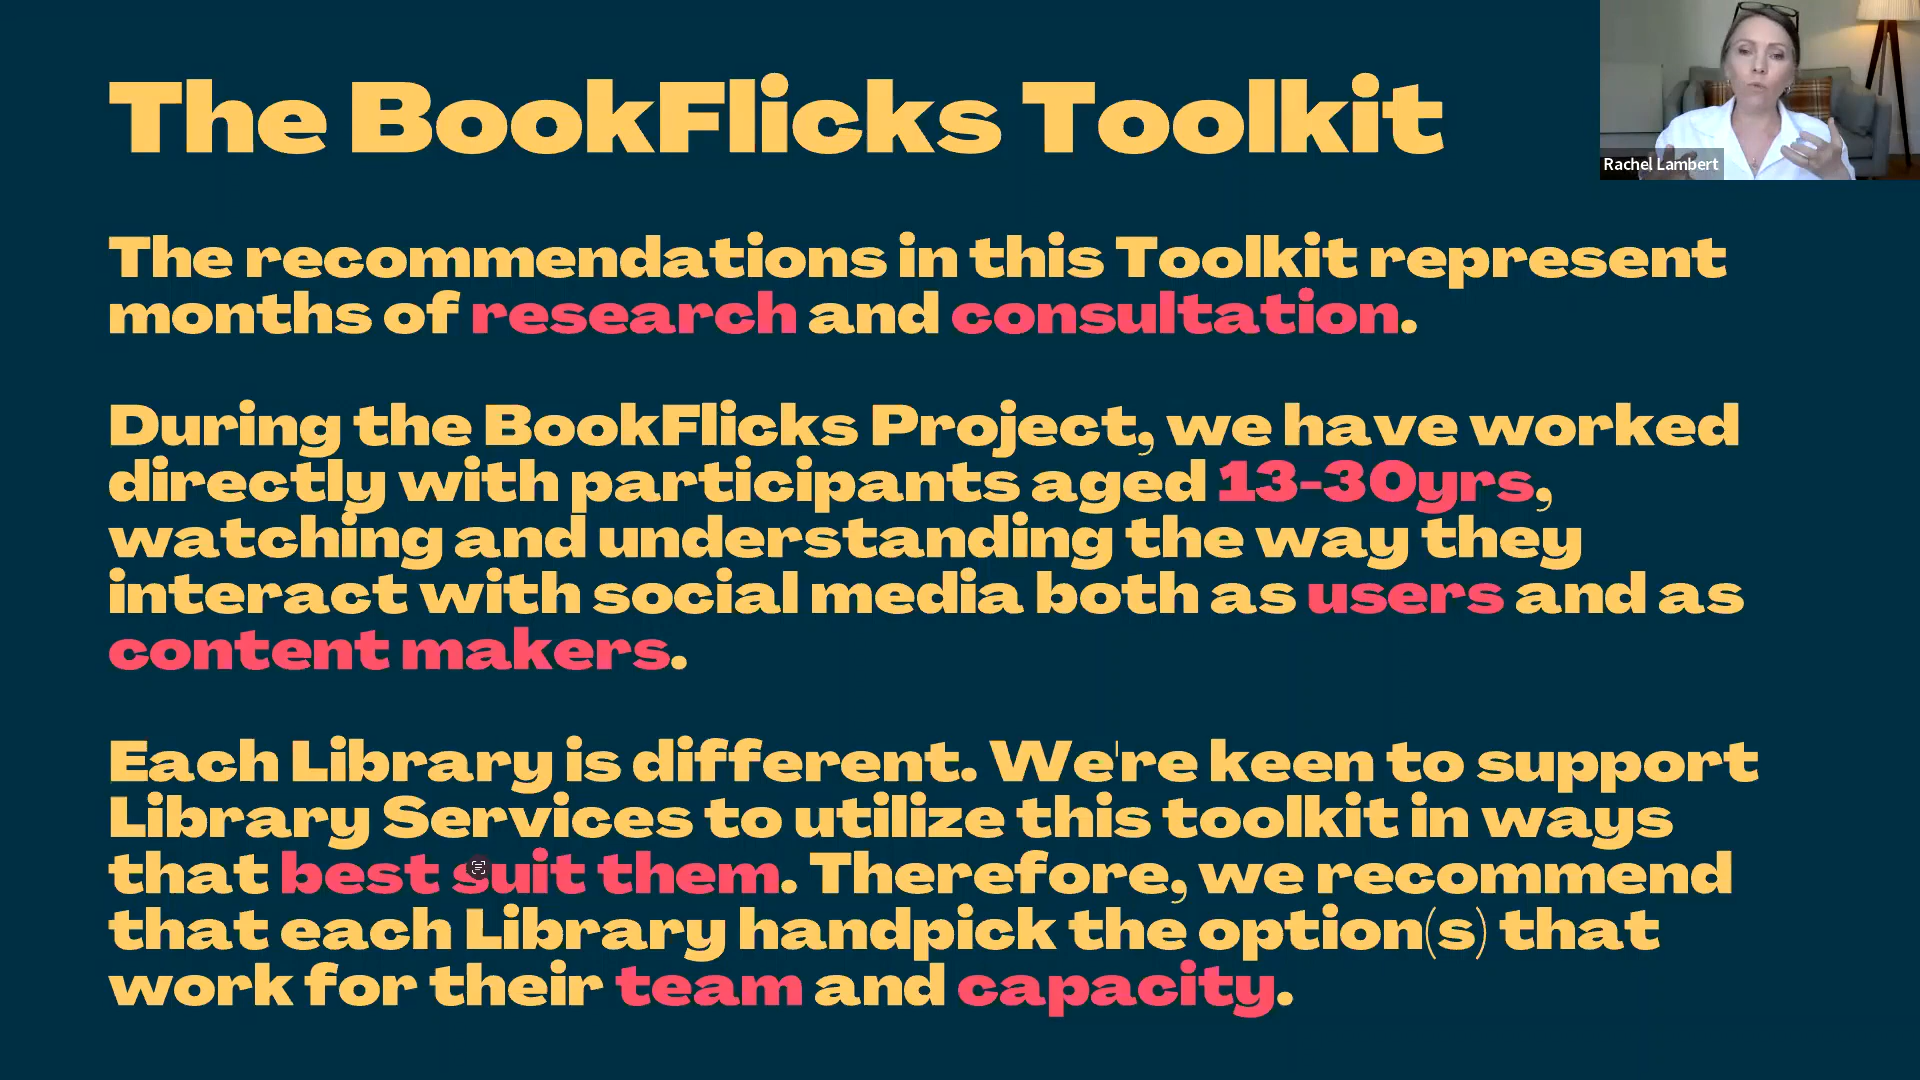 The BookFlicks Toolkit
Rachel Lambert
The recommendations in this Toolkit represent
months of research and consultation.
During the BookFlicks Project, we have worked
directly with participants aged 13-30yrs,
watching and understanding the way they
interact with social media both as users and as
content makers.
Each Library is different. We're keen to support
Library Services to utilize this toolkit in ways
that best suit them. Therefore, we recommend
that each Library handpick the option(s) that
work for their team and capacity.